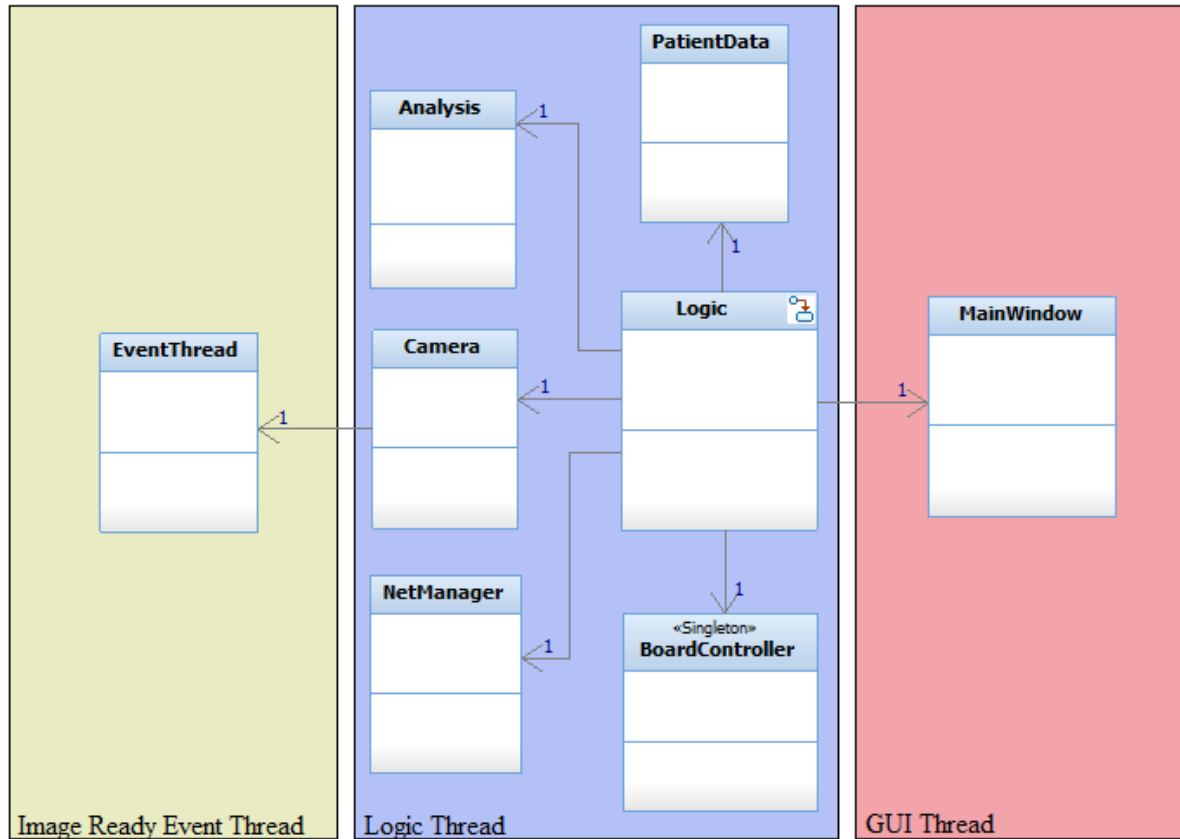 PatientData
Analysis
1
1
Logic
MainWindow
EventThread
Camera
1
1
1
NetManager
1
1
«Singleton»
BoardController
Image Ready Event Thread
Logic Thread
GUI Thread